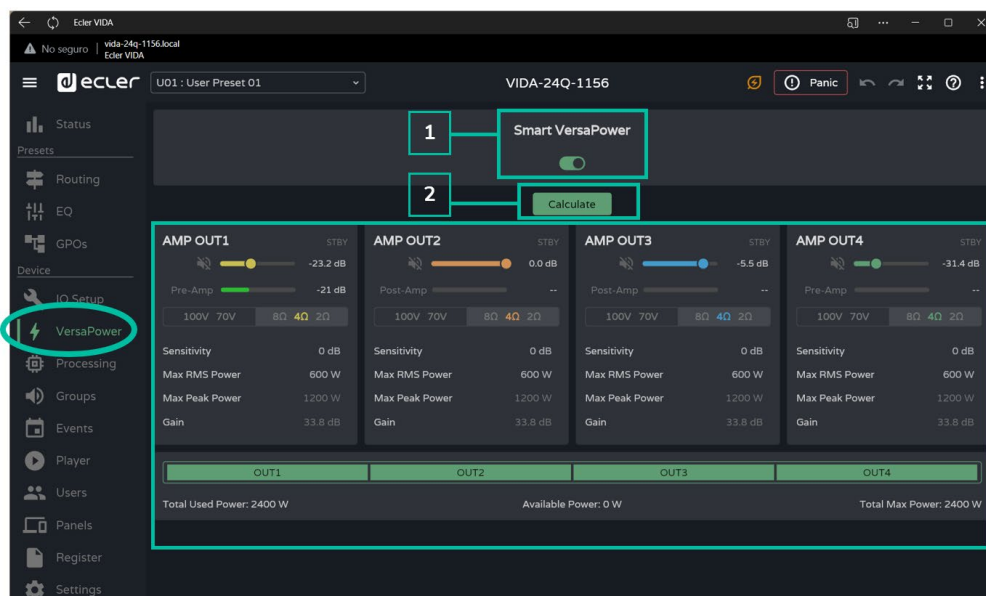 Ecler VIDA
No seguro
vida-24q-1156.local
Ecler VIDA
ecler
U01 : User Preset 01
VIDA-24Q-1156
Panic
Status
Presets
Routing
EQ
GPOs
Device
IO Setup
VersaPower
Processing
Groups
Events
Player
Users
Panels
Register
Settings
1
Smart VersaPower
2
Calculate
AMP OUT1 STBY
-23.2 dB
Pre-Amp -21 dB
100V 70V 8Ω 4Ω 2Ω
Sensitivity 0 dB
Max RMS Power 600 W
Max Peak Power 1200 W
Gain 33.8 dB
AMP OUT2 STBY
0.0 dB
Post-Amp --
100V 70V 8Ω 4Ω 2Ω
Sensitivity 0 dB
Max RMS Power 600 W
Max Peak Power 1200 W
Gain 33.8 dB
AMP OUT3 STBY
-5.5 dB
Post-Amp --
100V 70V 8Ω 4Ω 2Ω
Sensitivity 0 dB
Max RMS Power 600 W
Max Peak Power 1200 W
Gain 33.8 dB
AMP OUT4 STBY
-31.4 dB
Pre-Amp --
100V 70V 8Ω 4Ω 2Ω
Sensitivity 0 dB
Max RMS Power 600 W
Max Peak Power 1200 W
Gain 33.8 dB
OUT1 OUT2 OUT3 OUT4
Total Used Power: 2400 W Available Power: 0 W Total Max Power: 2400 W